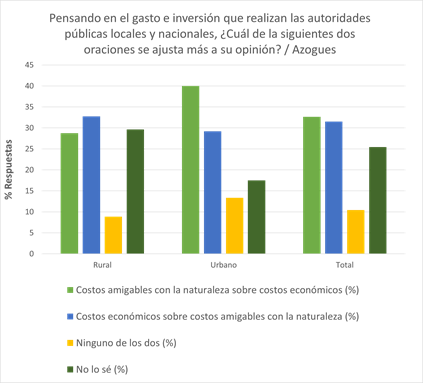 Pensando en el gasto e inversión que realizan las autoridades
públicas locales y nacionales, ¿Cuál de la siguientes dos
oraciones se ajusta más a su opinión? / Azogues
% Respuestas
45
40
35
30
25
20
15
10
5
0
Rural Urbano Total
Costos amigables con la naturaleza sobre costos económicos (%)
Costos económicos sobre costos amigables con la naturaleza (%)
Ninguno de los dos (%)
No lo sé (%)